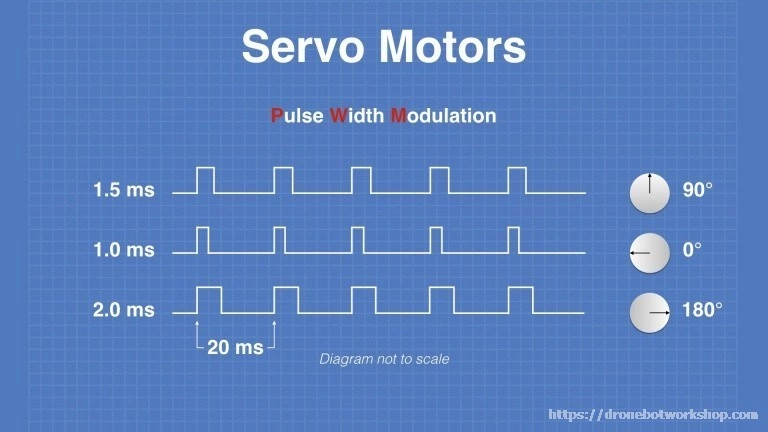 Servo Motors
Pulse Width Modulation
1.5 ms 90°
1.0 ms 0°
2.0 ms 180°
20 ms
Diagram not to scale
https://dronebotworkshop.com